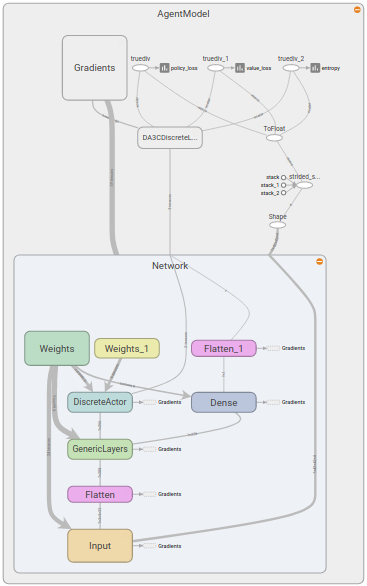 AgentModel
Gradients
truediv
policy_loss
truediv_1
value_loss
truediv_2
entropy
DA3CDiscreteL...
ToFloat
stack
strided_s...
stack_1
stack_2
Shape
Network
Weights
Weights_1
Flatten_1
Gradients
DiscreteActor
Gradients
Dense
Gradients
GenericLayers
Gradients
Flatten
Gradients
Input
Gradients